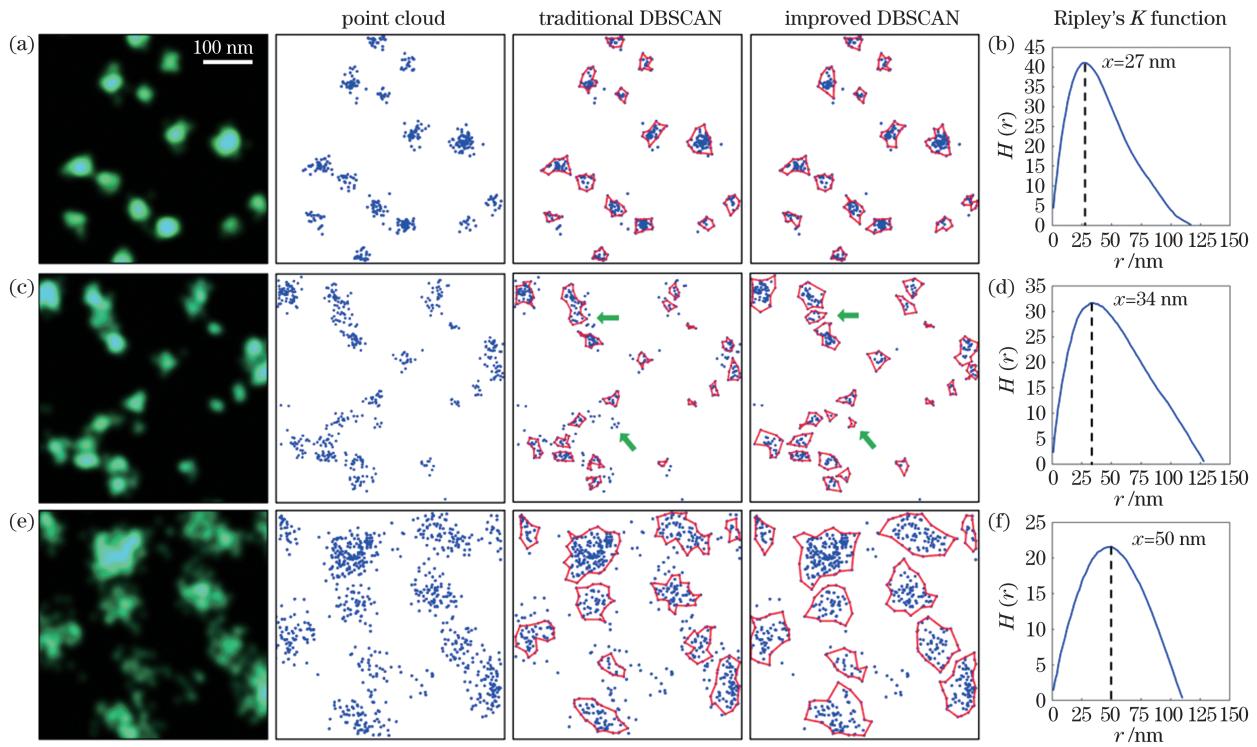 point cloud
traditional DBSCAN
improved DBSCAN
Ripley's K function
(a)
100 nm
(b)
x=27 nm
H (r)
45
40
35
30
25
20
15
10
5
0
0 25 50 75 100 125 150
r /nm
(c)
(d)
x=34 nm
H (r)
35
30
25
20
15
10
5
0
0 25 50 75 100 125 150
r /nm
(e)
(f)
x=50 nm
H (r)
25
20
15
10
5
0
0 25 50 75 100 125 150
r /nm